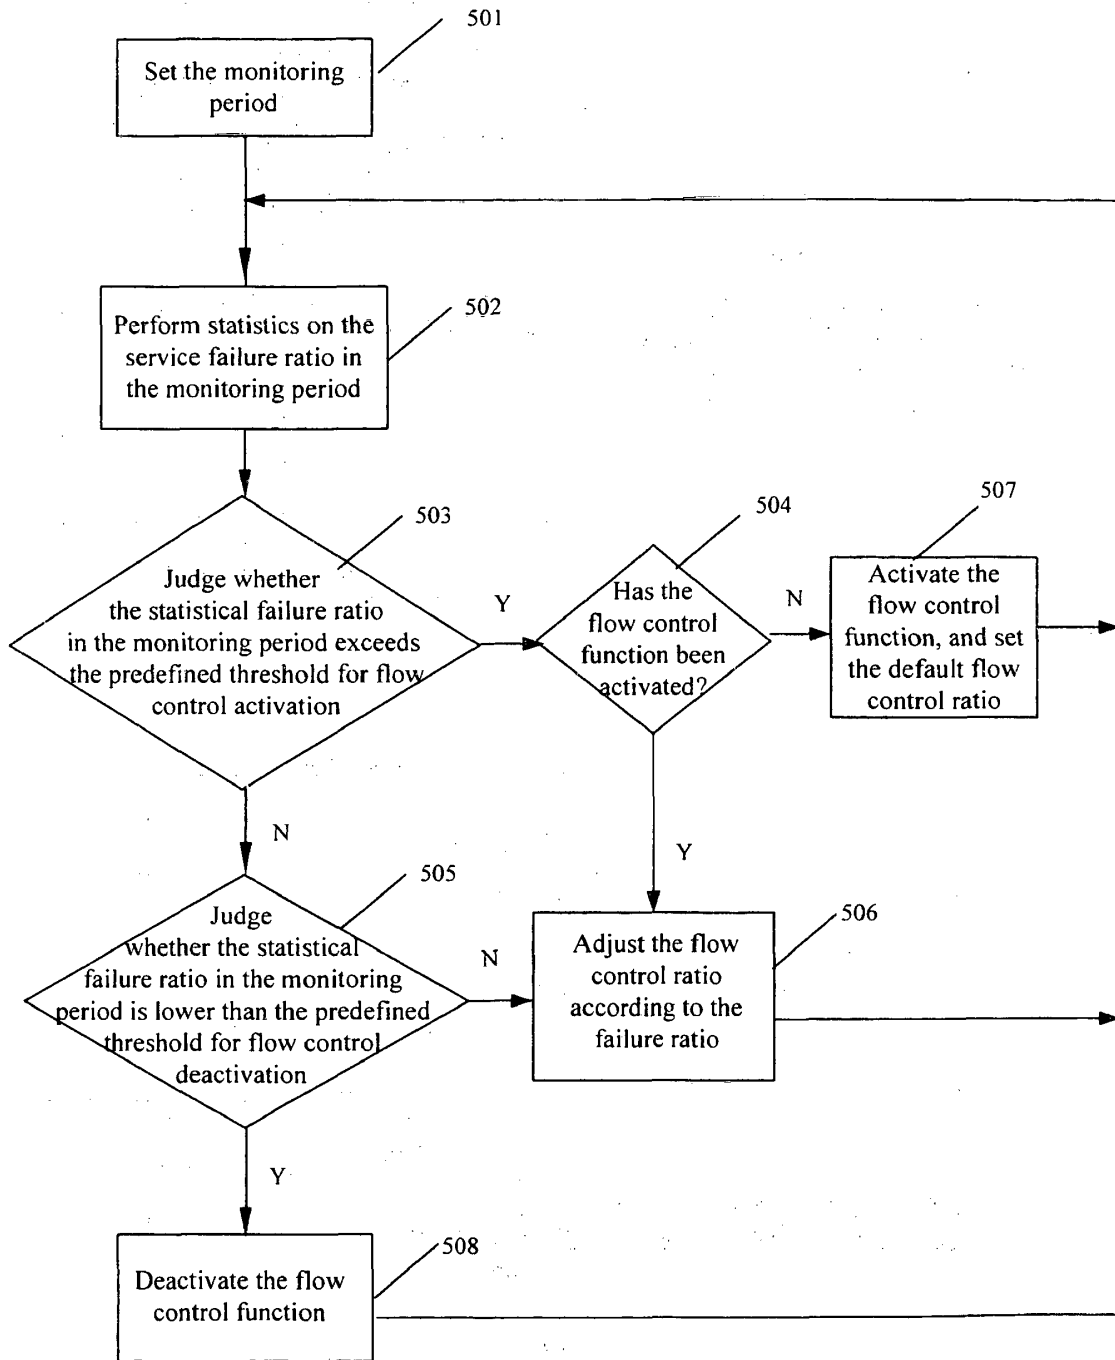 501
Set the monitoring
period
502
Perform statistics on the
service failure ratio in
the monitoring period
503
Judge whether
the statistical failure ratio
in the monitoring period exceeds
the predefined threshold for flow
control activation
Y
504
Has the
flow control
function been
activated?
N
507
Activate the
flow control
function, and set
the default flow
control ratio
N
Y
505
Judge
whether the statistical
failure ratio in the monitoring
period is lower than the predefined
threshold for flow control
deactivation
N
506
Adjust the flow
control ratio
according to the
failure ratio
Y
508
Deactivate the flow
control function